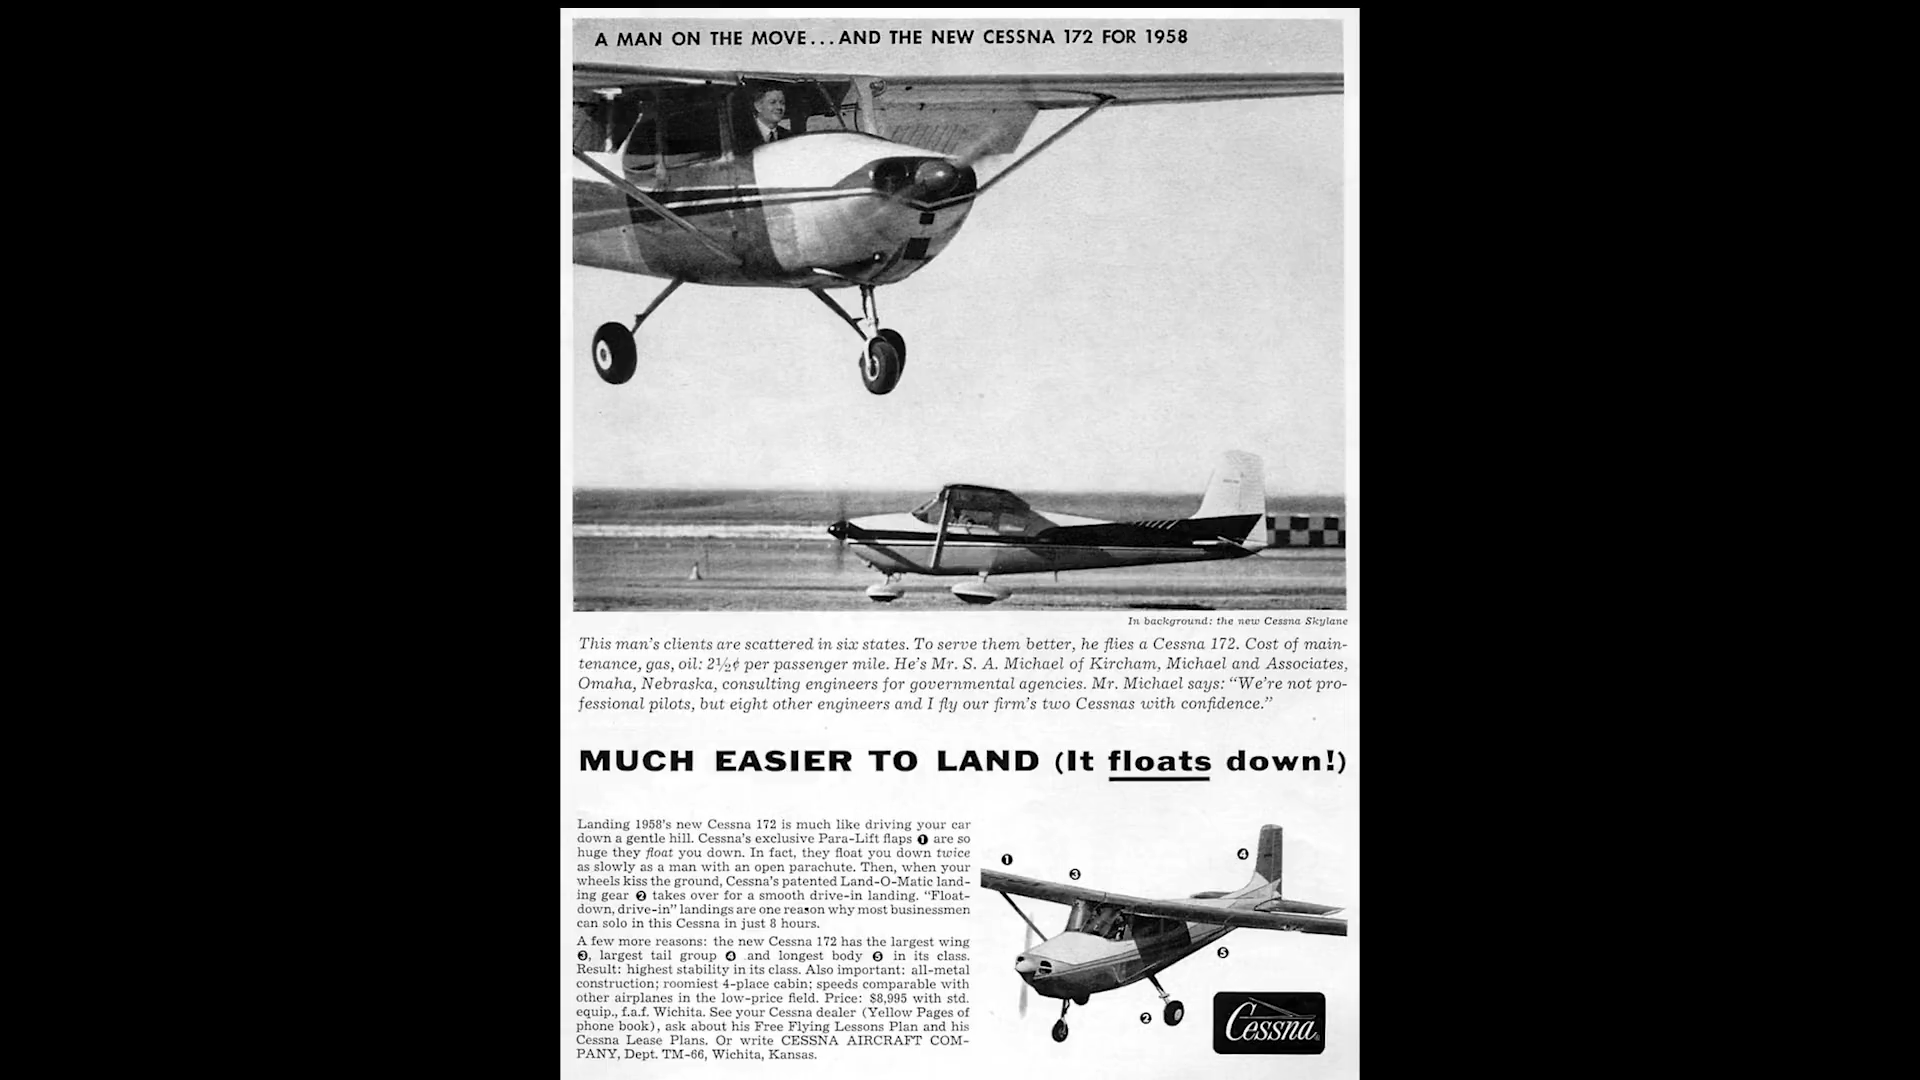 A MAN ON THE MOVE...AND THE NEW CESSNA 172 FOR 1958
In background: the new Cessna Skylane
This man's clients are scattered in six states. To serve them better, he flies a Cessna 172. Cost of main-
tenance, gas, oil: 2½¢ per passenger mile. He's Mr. S. A. Michael of Kircham, Michael and Associates,
Omaha, Nebraska, consulting engineers for governmental agencies. Mr. Michael says: "We're not pro-
fessional pilots, but eight other engineers and I fly our firm's two Cessnas with confidence."
MUCH EASIER TO LAND (It floats down!)
Landing 1958's new Cessna 172 is much like driving your car
down a gentle hill. Cessna's exclusive Para-Lift flaps ❶ are so
huge they float you down. In fact, they float you down twice
as slowly as a man with an open parachute. Then, when your
wheels kiss the ground, Cessna's patented Land-O-Matic land-
ing gear ❷ takes over for a smooth drive-in landing. "Float-
down, drive-in" landings are one reason why most businessmen
can solo in this Cessna in just 8 hours.
A few more reasons: the new Cessna 172 has the largest wing
❸, largest tail group ❹ and longest body ❺ in its class.
Result: highest stability in its class. Also important: all-metal
construction; roomiest 4-place cabin; speeds comparable with
other airplanes in the low-price field. Price: $8,995 with std.
equip., f.a.f. Wichita. See your Cessna dealer (Yellow Pages of
phone book), ask about his Free Flying Lessons Plan and his
Cessna Lease Plans. Or write CESSNA AIRCRAFT COM-
PANY, Dept. TM-66, Wichita, Kansas.
❶
❸
❹
❺
❷
Cessna